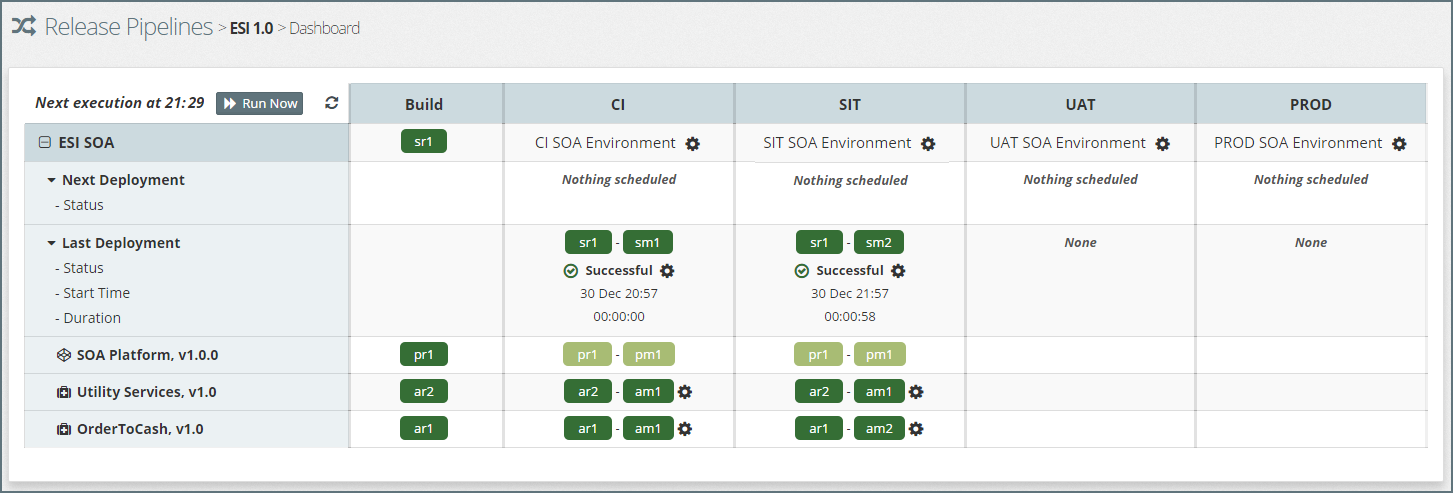 Release Pipelines > ESI 1.0 > Dashboard
Next execution at 21:29 Run Now Build CI SIT UAT PROD
ESI SOA sr1 CI SOA Environment SIT SOA Environment UAT SOA Environment PROD SOA Environment
Next Deployment Nothing scheduled Nothing scheduled Nothing scheduled Nothing scheduled
- Status
Last Deployment sr1 - sm1 sr1 - sm2 None None
- Status Successful Successful
- Start Time 30 Dec 20:57 30 Dec 21:57
- Duration 00:00:00 00:00:58
SOA Platform, v1.0.0 pr1 pr1 - pm1 pr1 - pm1
Utility Services, v1.0 ar2 ar2 - am1 ar2 - am1
OrderToCash, v1.0 ar1 ar1 - am1 ar1 - am2